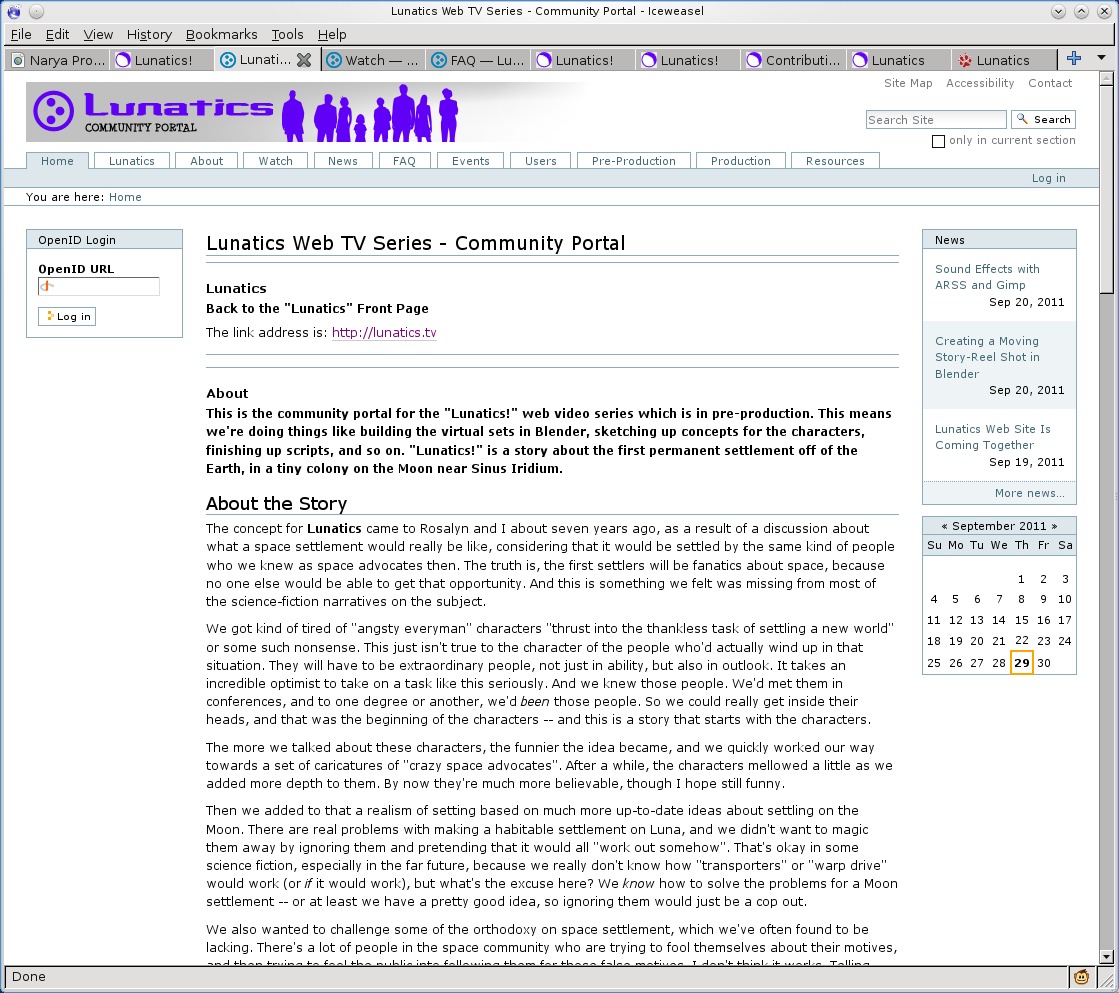 Lunatics Web TV Series - Community Portal - Iceweasel
File Edit View History Bookmarks Tools Help
Narya Pro... Lunatics! Lunati... Watch — ... FAQ — Lu... Lunatics! Lunatics! Contributi... Lunatics Lunatics
Site Map Accessibility Contact
Lunatics
COMMUNITY PORTAL
Search Site Search
only in current section
Home Lunatics About Watch News FAQ Events Users Pre-Production Production Resources
Log in
You are here: Home
OpenID Login
OpenID URL
Log in
Lunatics Web TV Series - Community Portal
Lunatics
Back to the "Lunatics" Front Page
The link address is: http://lunatics.tv
About
This is the community portal for the "Lunatics!" web video series which is in pre-production. This means
we're doing things like building the virtual sets in Blender, sketching up concepts for the characters,
finishing up scripts, and so on. "Lunatics!" is a story about the first permanent settlement off of the
Earth, in a tiny colony on the Moon near Sinus Iridium.
About the Story
The concept for Lunatics came to Rosalyn and I about seven years ago, as a result of a discussion about
what a space settlement would really be like, considering that it would be settled by the same kind of people
who we knew as space advocates then. The truth is, the first settlers will be fanatics about space, because
no one else would be able to get that opportunity. And this is something we felt was missing from most of
the science-fiction narratives on the subject.
We got kind of tired of "angsty everyman" characters "thrust into the thankless task of settling a new world"
or some such nonsense. This just isn't true to the character of the people who'd actually wind up in that
situation. They will have to be extraordinary people, not just in ability, but also in outlook. It takes an
incredible optimist to take on a task like this seriously. And we knew those people. We'd met them in
conferences, and to one degree or another, we'd been those people. So we could really get inside their
heads, and that was the beginning of the characters -- and this is a story that starts with the characters.
The more we talked about these characters, the funnier the idea became, and we quickly worked our way
towards a set of caricatures of "crazy space advocates". After a while, the characters mellowed a little as we
added more depth to them. By now they're much more believable, though I hope still funny.
Then we added to that a realism of setting based on much more up-to-date ideas about settling on the
Moon. There are real problems with making a habitable settlement on Luna, and we didn't want to magic
them away by ignoring them and pretending that it would all "work out somehow". That's okay in some
science fiction, especially in the far future, because we really don't know how "transporters" or "warp drive"
would work (or if it would work), but what's the excuse here? We know how to solve the problems for a Moon
settlement -- or at least we have a pretty good idea, so ignoring them would just be a cop out.
We also wanted to challenge some of the orthodoxy on space settlement, which we've often found to be
lacking. There's a lot of people in the space community who are trying to fool themselves about their motives,
and then trying to fool the public into following them for those false motives. I don't think it works. Telling
News
Sound Effects with
ARSS and Gimp
Sep 20, 2011
Creating a Moving
Story-Reel Shot in
Blender
Sep 20, 2011
Lunatics Web Site Is
Coming Together
Sep 19, 2011
More news...
« September 2011 »
Su Mo Tu We Th Fr Sa
1 2 3
4 5 6 7 8 9 10
11 12 13 14 15 16 17
18 19 20 21 22 23 24
25 26 27 28 29 30
Done